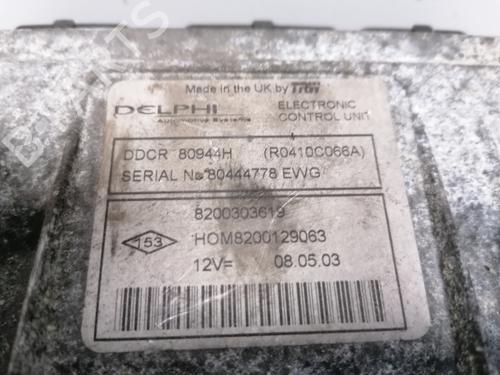 Made in the UK by TRW
DELPHI
Automotive Systems
ELECTRONIC
CONTROL UNIT
DDCR 80944H (R0410C066A)
SERIAL No 80444778 EWG
8200303619
153
HOM8200129063
12V= 08.05.03